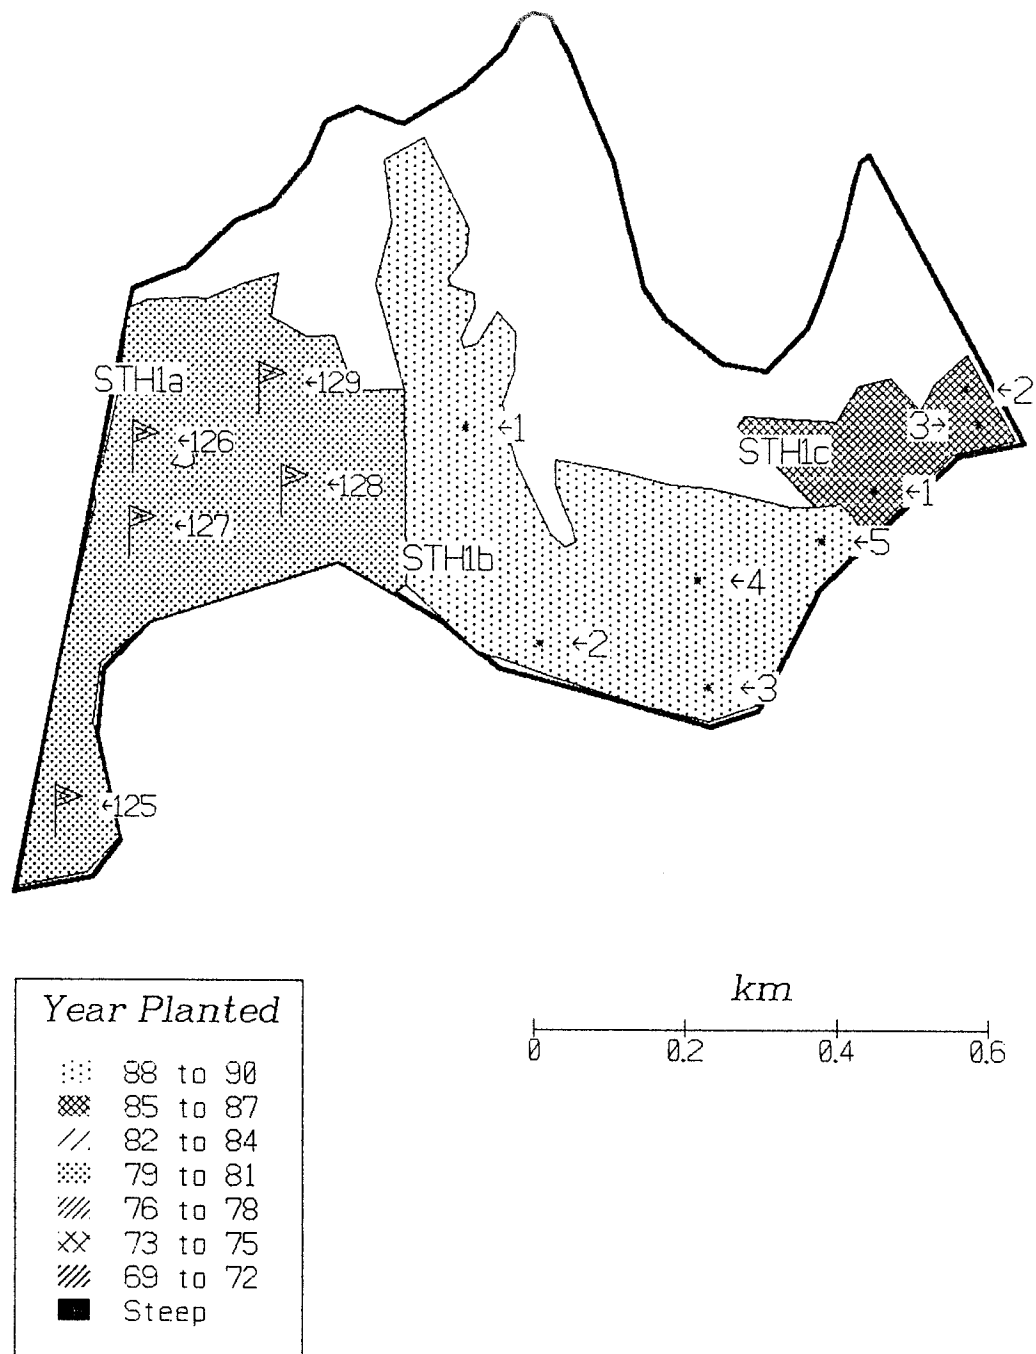 STH1a
←129
←126
←128
←127
←125
STH1b
←1
←2
←3
←4
←5
STH1c
←2
3→
←1
Year Planted
88 to 90
85 to 87
82 to 84
79 to 81
76 to 78
73 to 75
69 to 72
Steep
km
0 0.2 0.4 0.6